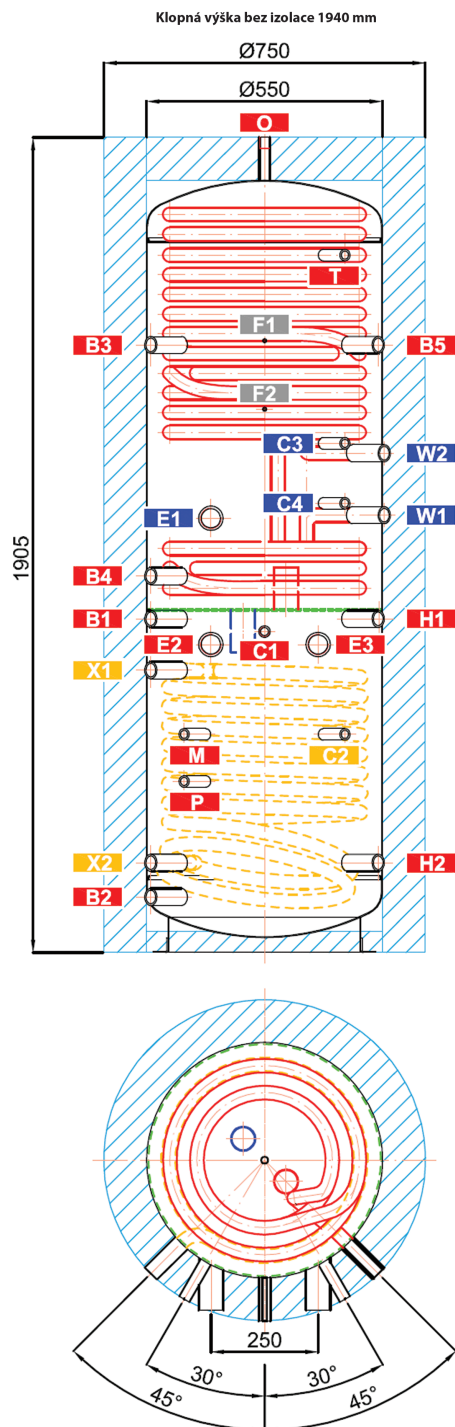 Klopná výška bez izolace 1940 mm
Ø750
Ø550
O
T
F1
B3
B5
F2
C3
W2
C4
E1
W1
1905
B4
B1
H1
E2
C1
E3
X1
M
C2
P
X2
H2
B2
250
30°
30°
45°
45°